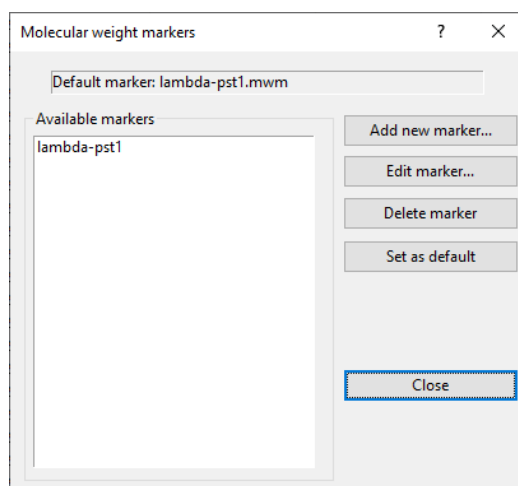 Molecular weight markers
Default marker: lambda-pst1.mwm
Available markers
lambda-pst1
Add new marker...
Edit marker...
Delete marker
Set as default
Close